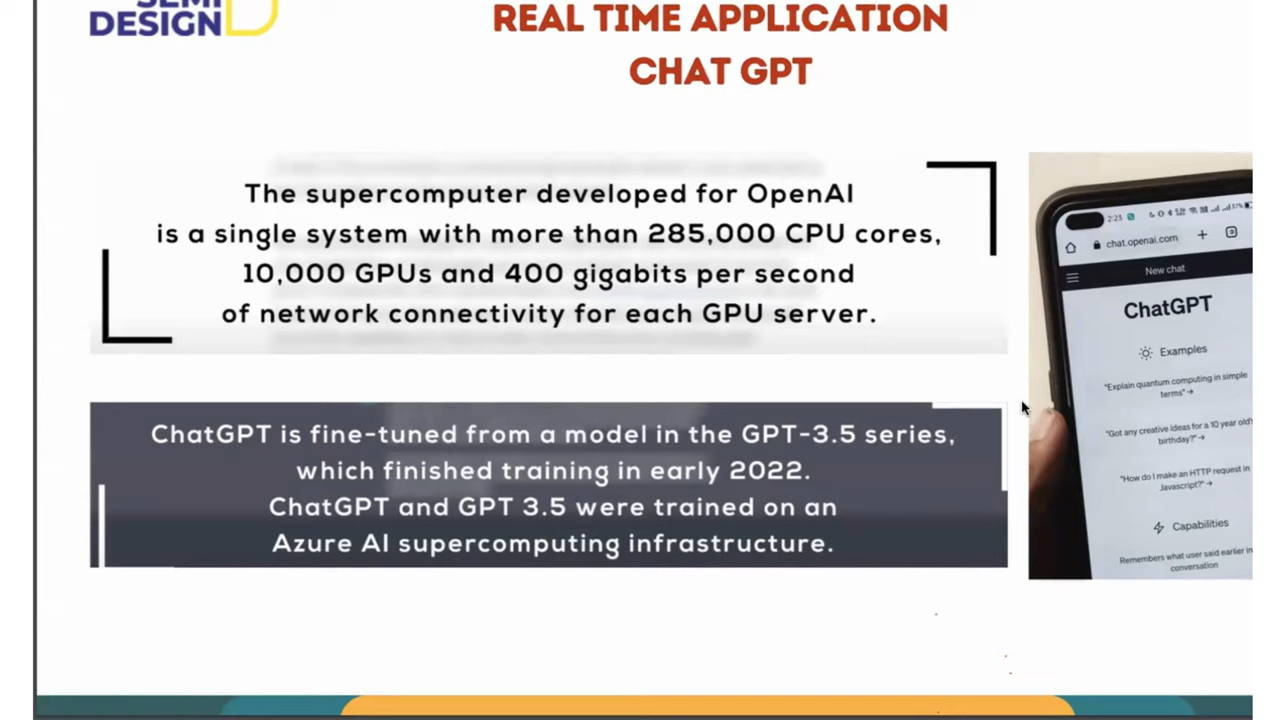 SEMI
DESIGN
REAL TIME APPLICATION
CHAT GPT
The supercomputer developed for OpenAI
is a single system with more than 285,000 CPU cores,
10,000 GPUs and 400 gigabits per second
of network connectivity for each GPU server.
ChatGPT is fine-tuned from a model in the GPT-3.5 series,
which finished training in early 2022.
ChatGPT and GPT 3.5 were trained on an
Azure AI supercomputing infrastructure.
2:23
chat.openai.com
New chat
ChatGPT
Examples
"Explain quantum computing in simple
terms" →
"Got any creative ideas for a 10 year old's
birthday?" →
"How do I make an HTTP request in
Javascript?" →
Capabilities
Remembers what user said earlier in
conversation